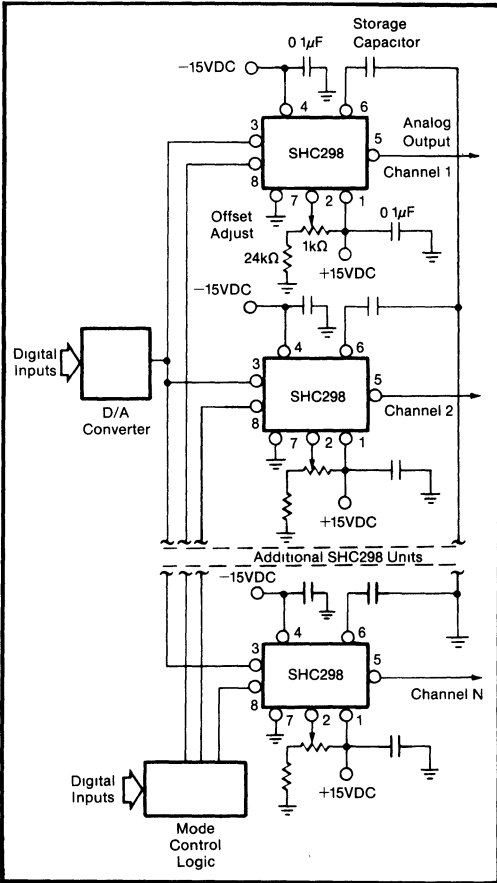 Storage
Capacitor
0 1µF
−15VDC
4
6
3
8
SHC298
5
Analog
Output
Channel 1
7
2
1
Offset
Adjust
1kΩ
24kΩ
0 1µF
+15VDC
−15VDC
4
6
3
8
SHC298
5
Channel 2
7
2
1
+15VDC
Digital
Inputs
D/A
Converter
Additional SHC298 Units
−15VDC
4
6
3
8
SHC298
5
Channel N
7
2
1
+15VDC
Digital
Inputs
Mode
Control
Logic